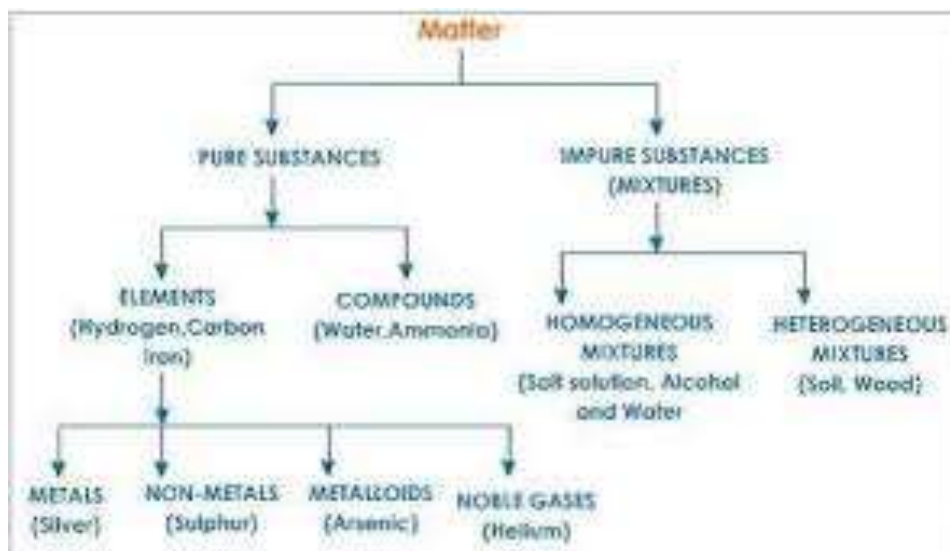 Matter
PURE SUBSTANCES
IMPURE SUBSTANCES
(MIXTURES)
ELEMENTS
(Hydrogen,Carbon
Iron)
COMPOUNDS
(Water,Ammonia)
HOMOGENEOUS
MIXTURES
(Salt solution, Alcohol
and Water
HETEROGENEOUS
MIXTURES
(Soil, Wood)
METALS
(Silver)
NON-METALS
(Sulphur)
METALLOIDS
(Arsenic)
NOBLE GASES
(Helium)